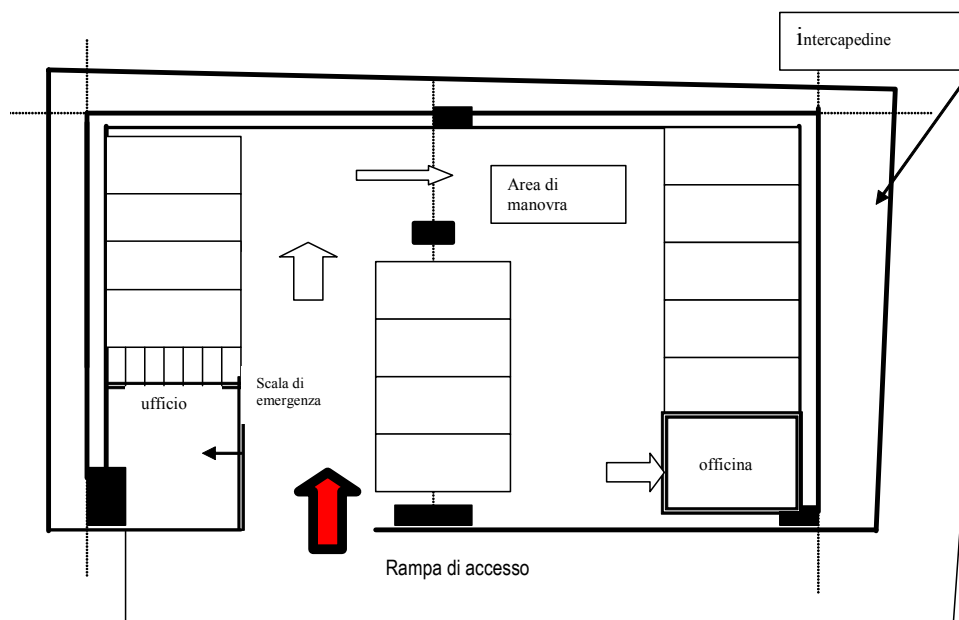 intercapedine
Area di
manovra
Scala di
emergenza
ufficio
officina
Rampa di accesso